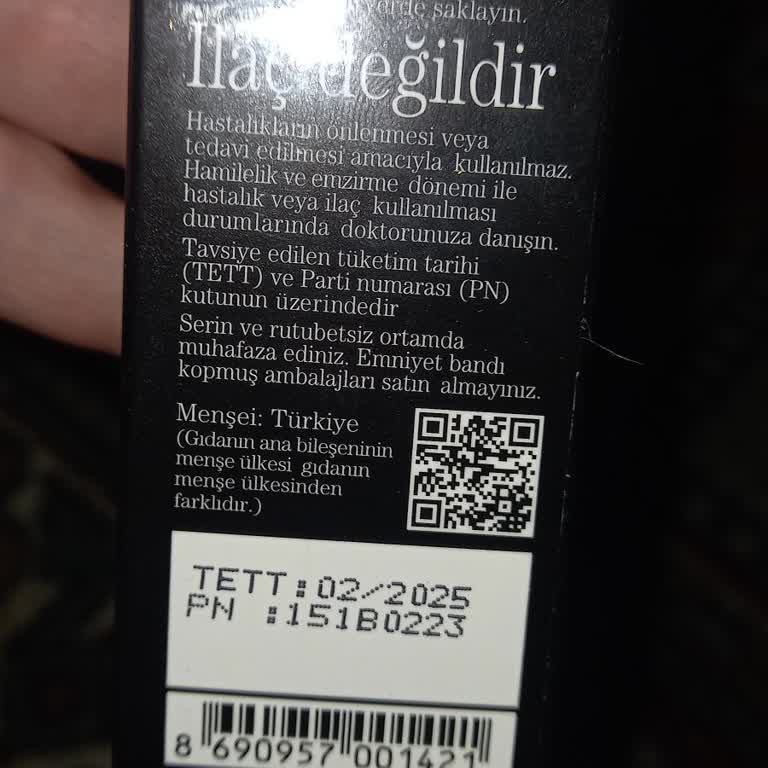 yerde saklayın.
İlaç değildir
Hastalıkların önlenmesi veya
tedavi edilmesi amacıyla kullanılmaz.
Hamilelik ve emzirme dönemi ile
hastalık veya ilaç kullanılması
durumlarında doktorunuza danışın.
Tavsiye edilen tüketim tarihi
(TETT) ve Parti numarası (PN)
kutunun üzerindedir
Serin ve rutubetsiz ortamda
muhafaza ediniz. Emniyet bandı
kopmuş ambalajları satın almayınız.
Menşei: Türkiye
(Gıdanın ana bileşeninin
menşe ülkesi gıdanın
menşe ülkesinden
farklıdır.)
TETT:02/2025
PN :151B0223
8 690957 001421